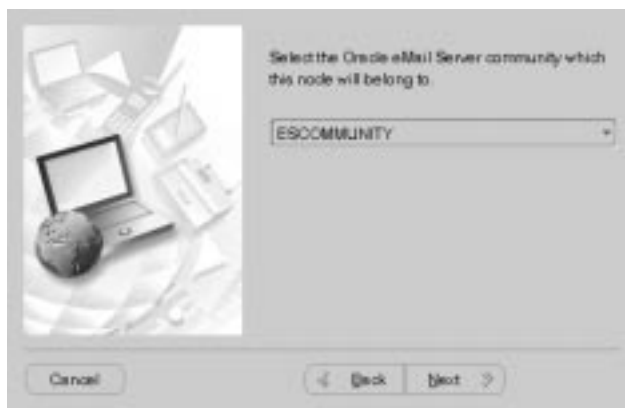 Select the Oracle eMail Server community which
this node will belong to.
ESCOMMUNITY
Cancel
Back
Next